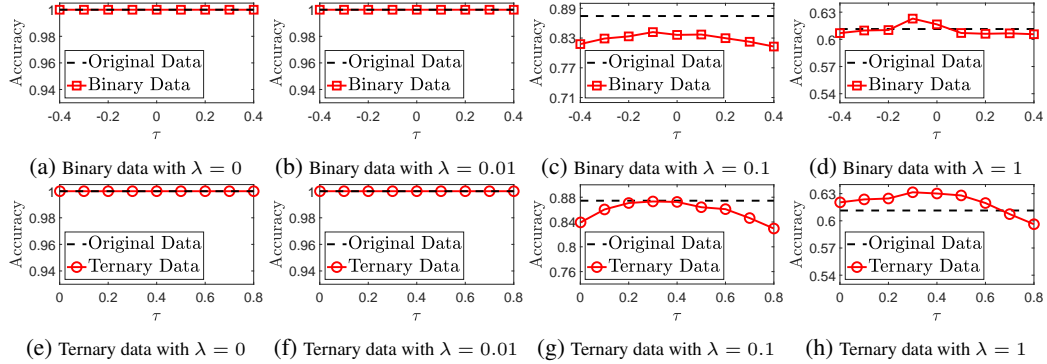 1
0.98
0.96
0.94
Accuracy
Original Data
Binary Data
-0.4 -0.2 0 0.2 0.4
τ
(a) Binary data with λ = 0
1
0.98
0.96
0.94
Accuracy
Original Data
Binary Data
-0.4 -0.2 0 0.2 0.4
τ
(b) Binary data with λ = 0.01
0.89
0.83
0.77
0.71
Accuracy
Original Data
Binary Data
-0.4 -0.2 0 0.2 0.4
τ
(c) Binary data with λ = 0.1
0.63
0.6
0.57
0.54
Accuracy
Original Data
Binary Data
-0.4 -0.2 0 0.2 0.4
τ
(d) Binary data with λ = 1
1
0.98
0.96
0.94
Accuracy
Original Data
Ternary Data
0 0.2 0.4 0.6 0.8
τ
(e) Ternary data with λ = 0
1
0.98
0.96
0.94
Accuracy
Original Data
Ternary Data
0 0.2 0.4 0.6 0.8
τ
(f) Ternary data with λ = 0.01
0.88
0.84
0.8
0.76
Accuracy
Original Data
Ternary Data
0 0.2 0.4 0.6 0.8
τ
(g) Ternary data with λ = 0.1
0.63
0.6
0.57
0.54
Accuracy
Original Data
Ternary Data
0 0.2 0.4 0.6 0.8
τ
(h) Ternary data with λ = 1